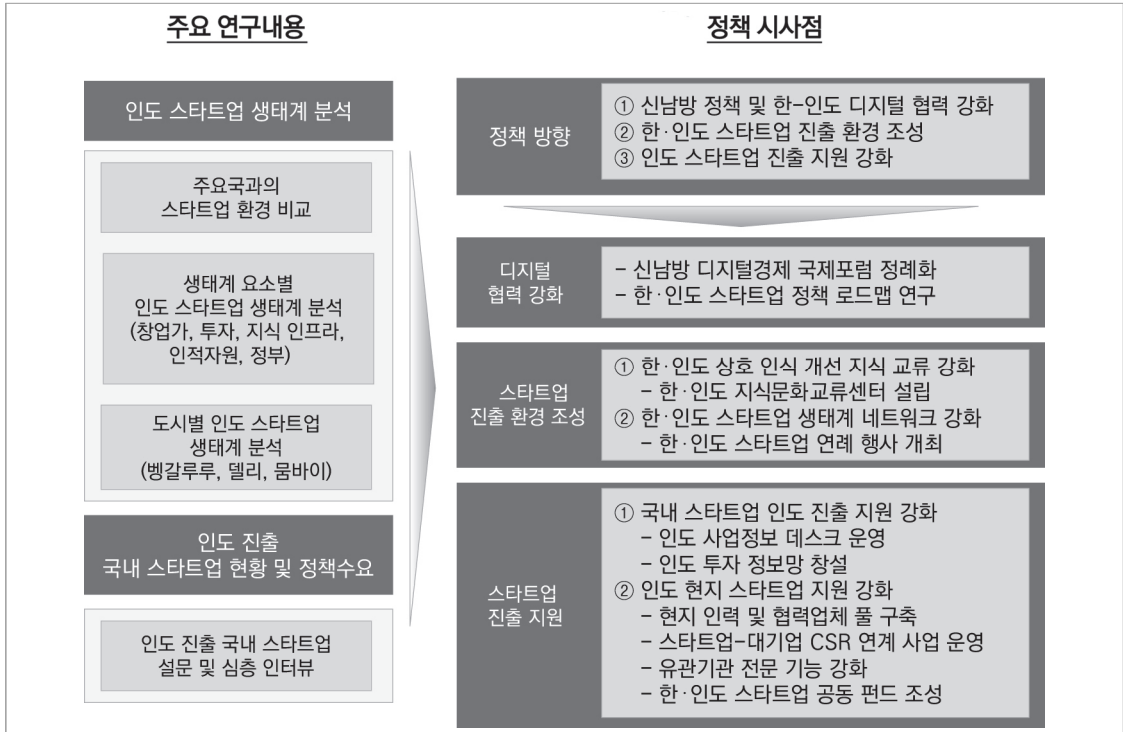 주요 연구내용
인도 스타트업 생태계 분석
주요국과의
스타트업 환경 비교
생태계 요소별
인도 스타트업 생태계 분석
(창업가, 투자, 지식 인프라,
인적자원, 정부)
도시별 인도 스타트업
생태계 분석
(벵갈루루, 델리, 뭄바이)
인도 진출
국내 스타트업 현황 및 정책수요
인도 진출 국내 스타트업
설문 및 심층 인터뷰
정책 시사점
정책 방향
① 신남방 정책 및 한-인도 디지털 협력 강화
② 한·인도 스타트업 진출 환경 조성
③ 인도 스타트업 진출 지원 강화
디지털
협력 강화
- 신남방 디지털경제 국제포럼 정례화
- 한·인도 스타트업 정책 로드맵 연구
스타트업
진출 환경 조성
① 한·인도 상호 인식 개선 지식 교류 강화
- 한·인도 지식문화교류센터 설립
② 한·인도 스타트업 생태계 네트워크 강화
- 한·인도 스타트업 연례 행사 개최
스타트업
진출 지원
① 국내 스타트업 인도 진출 지원 강화
- 인도 사업정보 데스크 운영
- 인도 투자 정보망 창설
② 인도 현지 스타트업 지원 강화
- 현지 인력 및 협력업체 풀 구축
- 스타트업-대기업 CSR 연계 사업 운영
- 유관기관 전문 기능 강화
- 한·인도 스타트업 공동 펀드 조성